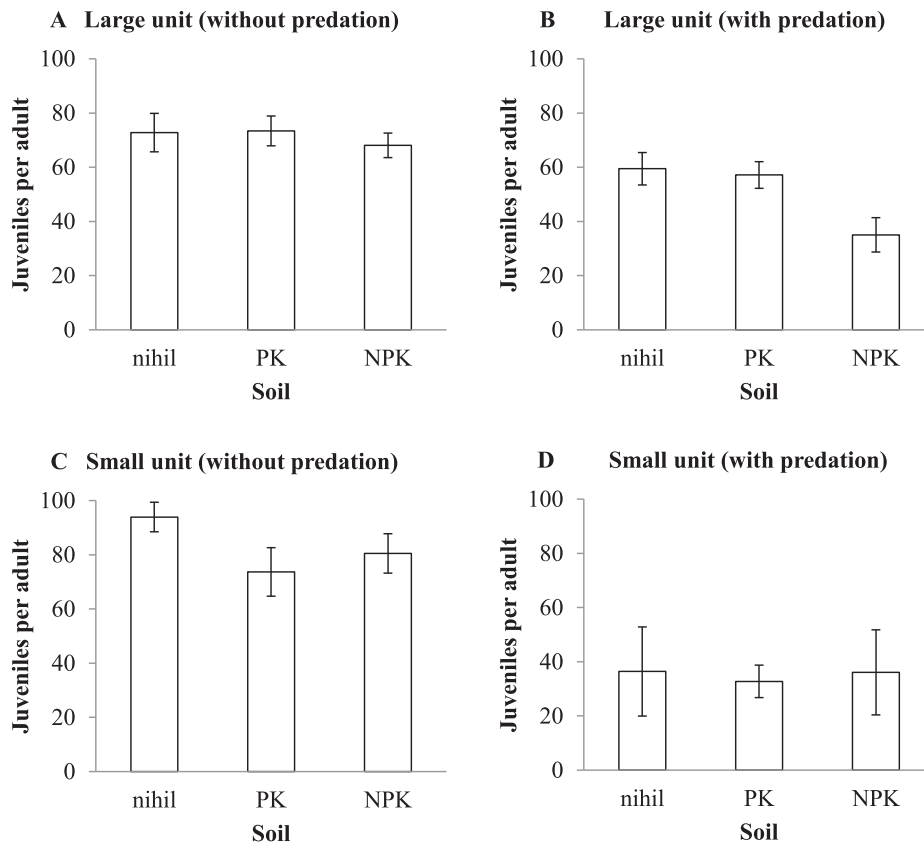 A Large unit (without predation)
Juveniles per adult
100
80
60
40
20
0
nihil PK NPK
Soil
B Large unit (with predation)
Juveniles per adult
100
80
60
40
20
0
nihil PK NPK
Soil
C Small unit (without predation)
Juveniles per adult
100
80
60
40
20
0
nihil PK NPK
Soil
D Small unit (with predation)
Juveniles per adult
100
80
60
40
20
0
nihil PK NPK
Soil